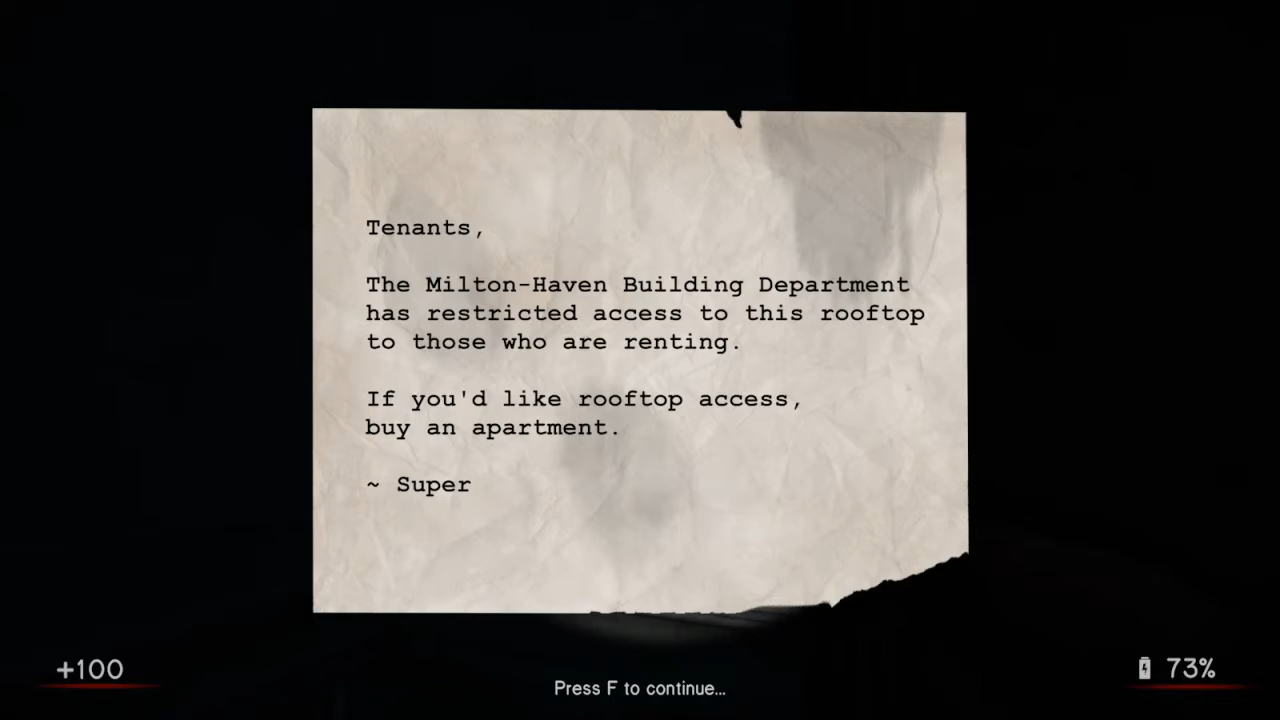 Tenants,
The Milton-Haven Building Department
has restricted access to this rooftop
to those who are renting.
If you'd like rooftop access,
buy an apartment.
~ Super
+100
Press F to continue...
73%